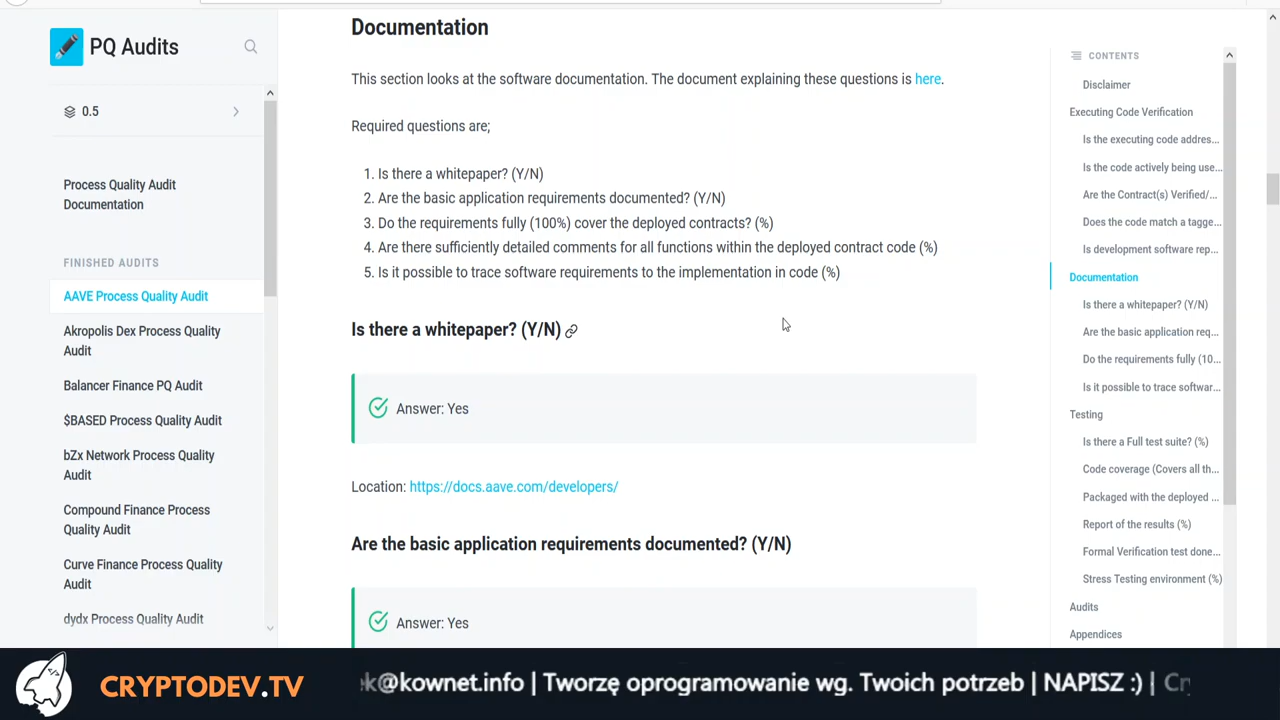 PQ Audits
0.5
Process Quality Audit
Documentation
FINISHED AUDITS
AAVE Process Quality Audit
Akropolis Dex Process Quality
Audit
Balancer Finance PQ Audit
$BASED Process Quality Audit
bZx Network Process Quality
Audit
Compound Finance Process
Quality Audit
Curve Finance Process Quality
Audit
dydx Process Quality Audit
Documentation
This section looks at the software documentation. The document explaining these questions is here.
Required questions are;
1. Is there a whitepaper? (Y/N)
2. Are the basic application requirements documented? (Y/N)
3. Do the requirements fully (100%) cover the deployed contracts? (%)
4. Are there sufficiently detailed comments for all functions within the deployed contract code (%)
5. Is it possible to trace software requirements to the implementation in code (%)
Is there a whitepaper? (Y/N)
Answer: Yes
Location: https://docs.aave.com/developers/
Are the basic application requirements documented? (Y/N)
Answer: Yes
CONTENTS
Disclaimer
Executing Code Verification
Is the executing code addres...
Is the code actively being use...
Are the Contract(s) Verified/...
Does the code match a tagge...
Is development software rep...
Documentation
Is there a whitepaper? (Y/N)
Are the basic application req...
Do the requirements fully (10...
Is it possible to trace softwar...
Testing
Is there a Full test suite? (%)
Code coverage (Covers all th...
Packaged with the deployed ...
Report of the results (%)
Formal Verification test done...
Stress Testing environment (%)
Audits
Appendices
CRYPTODEV.TV
ek@kownet.info | Tworzę oprogramowanie wg. Twoich potrzeb | NAPISZ :) | Cr